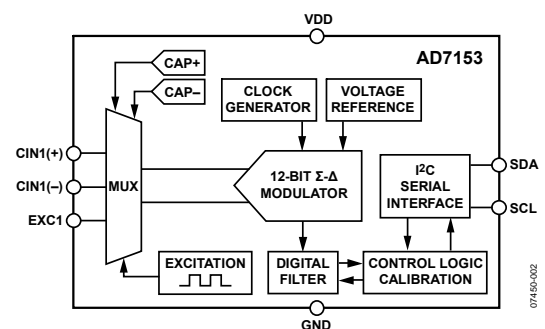 VDD
AD7153
CAP+
CAP–
CLOCK
GENERATOR
VOLTAGE
REFERENCE
CIN1(+)
CIN1(–)
EXC1
MUX
12-BIT Σ-Δ
MODULATOR
I²C
SERIAL
INTERFACE
SDA
SCL
EXCITATION
DIGITAL
FILTER
CONTROL LOGIC
CALIBRATION
GND
07450-002